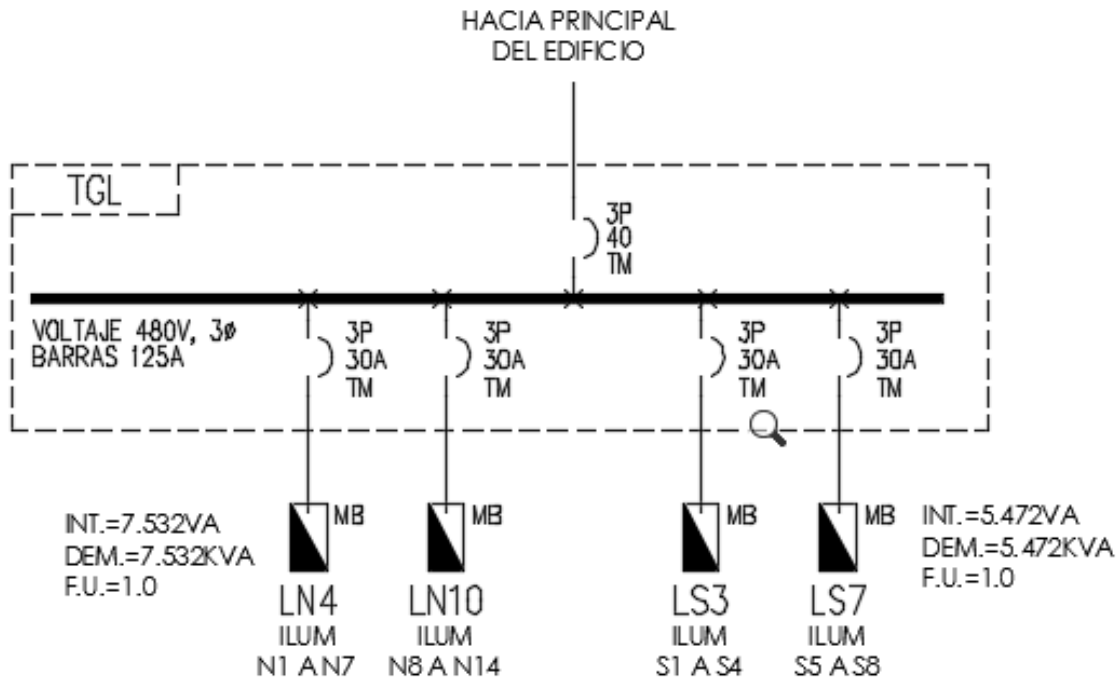 HACIA PRINCIPAL
DEL EDIFICIO
TGL
3P
40
TM
VOLTAJE 480V, 3ø
BARRAS 125A
3P
30A
TM
3P
30A
TM
3P
30A
TM
3P
30A
TM
INT.=7.532VA
DEM.=7.532KVA
F.U.=1.0
MB
LN4
ILUM
N1 A N7
MB
LN10
ILUM
N8 A N14
MB
LS3
ILUM
S1 A S4
MB
LS7
ILUM
S5 A S8
INT.=5.472VA
DEM.=5.472KVA
F.U.=1.0